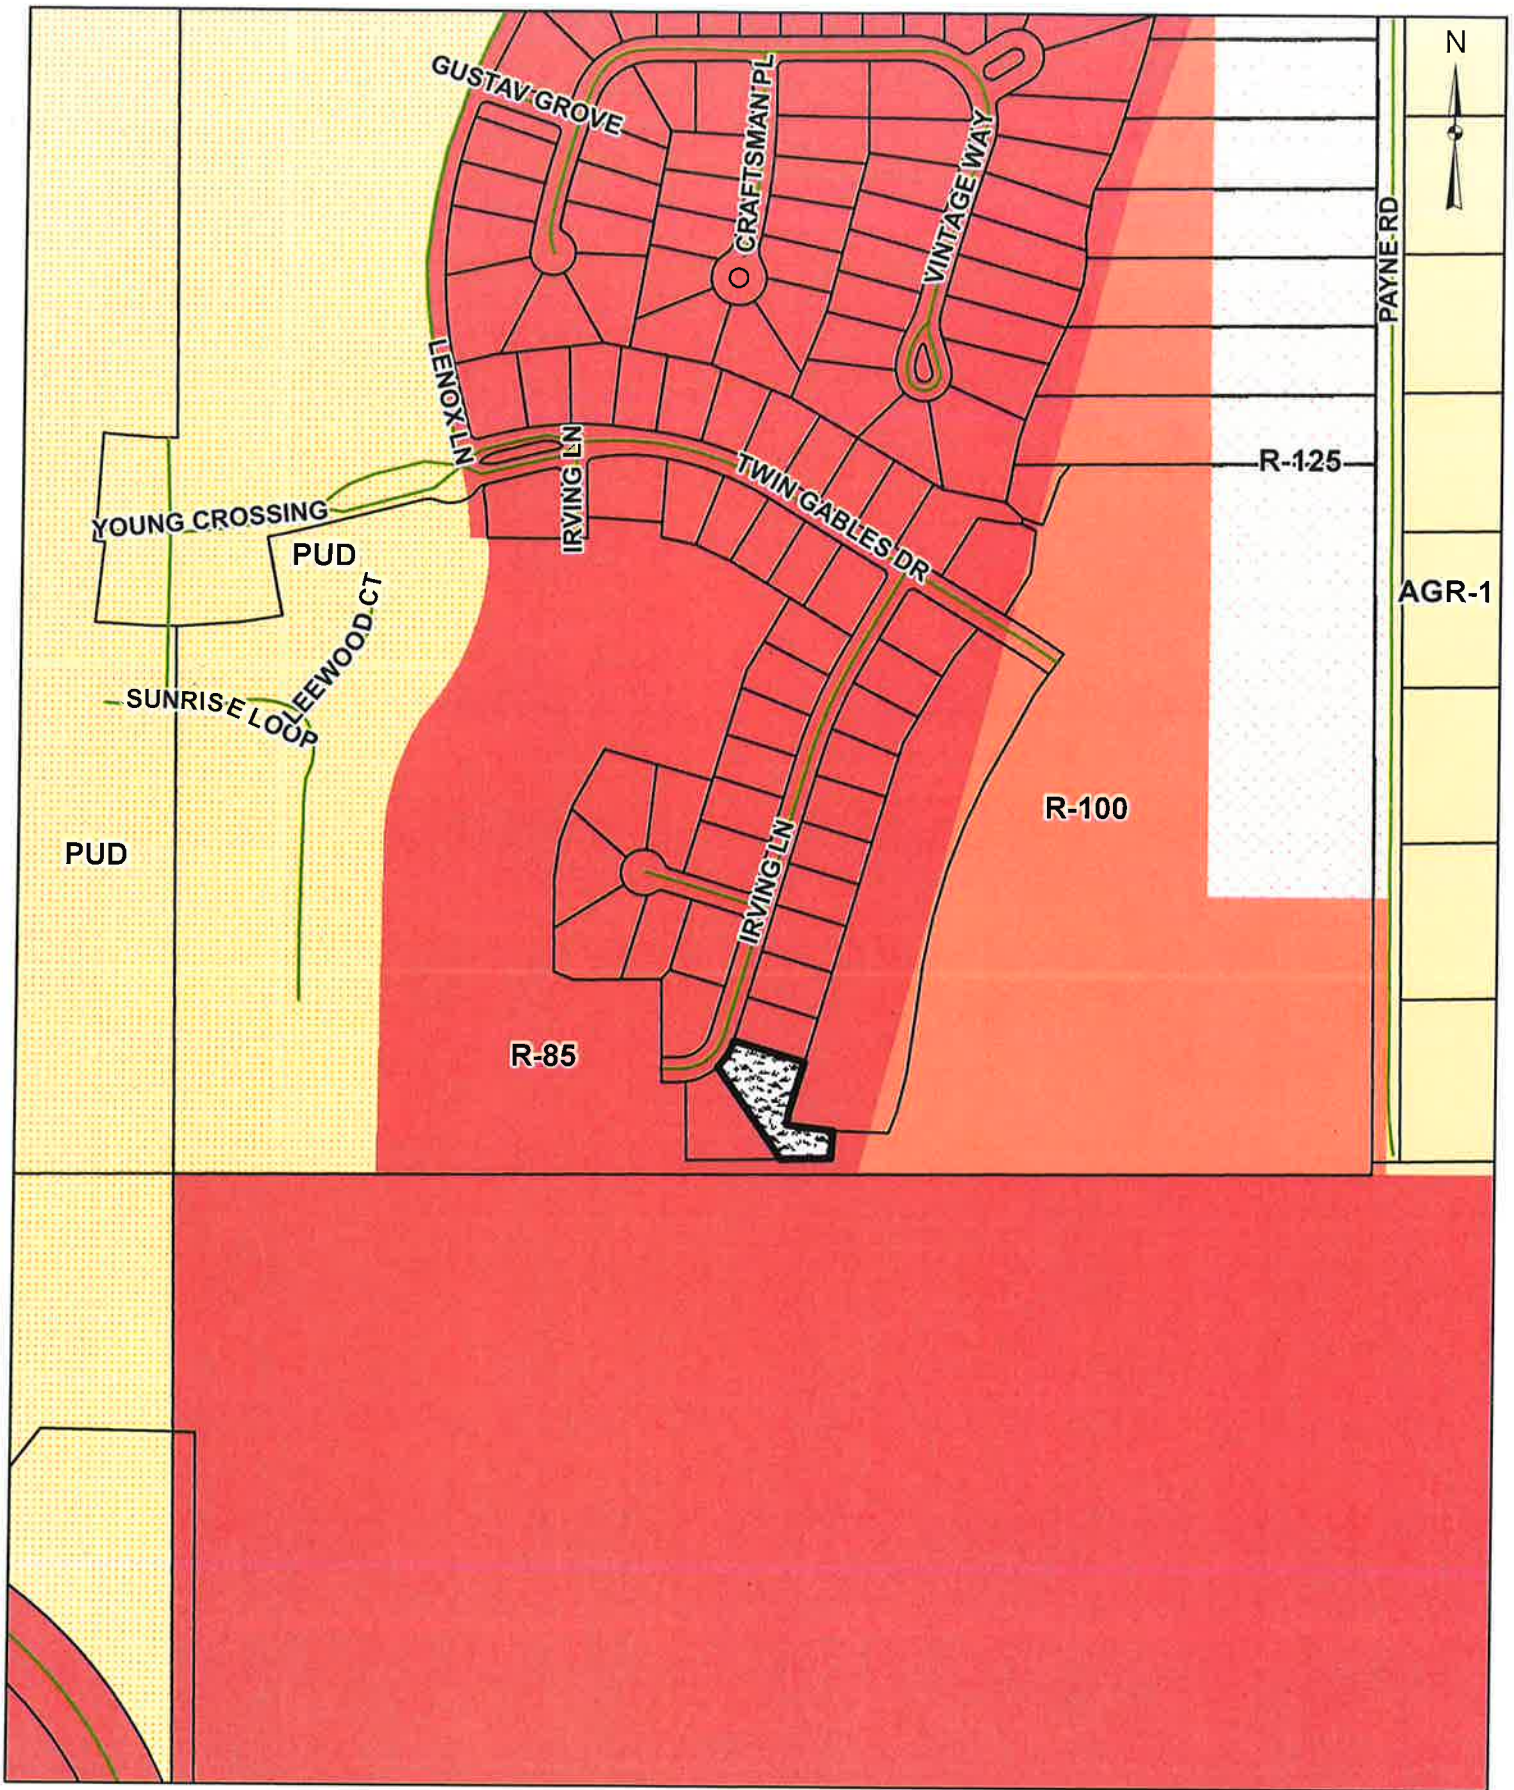 N
GUSTAV GROVE
CRAFTSMAN PL
VINTAGE WAY
PAYNE RD
LENOX LN
IRVING LN
TWIN GABLES DR
R-125
YOUNG CROSSING
PUD
LEEWOOD CT
AGR-1
SUNRISE LOOP
R-100
PUD
IRVING LN
R-85